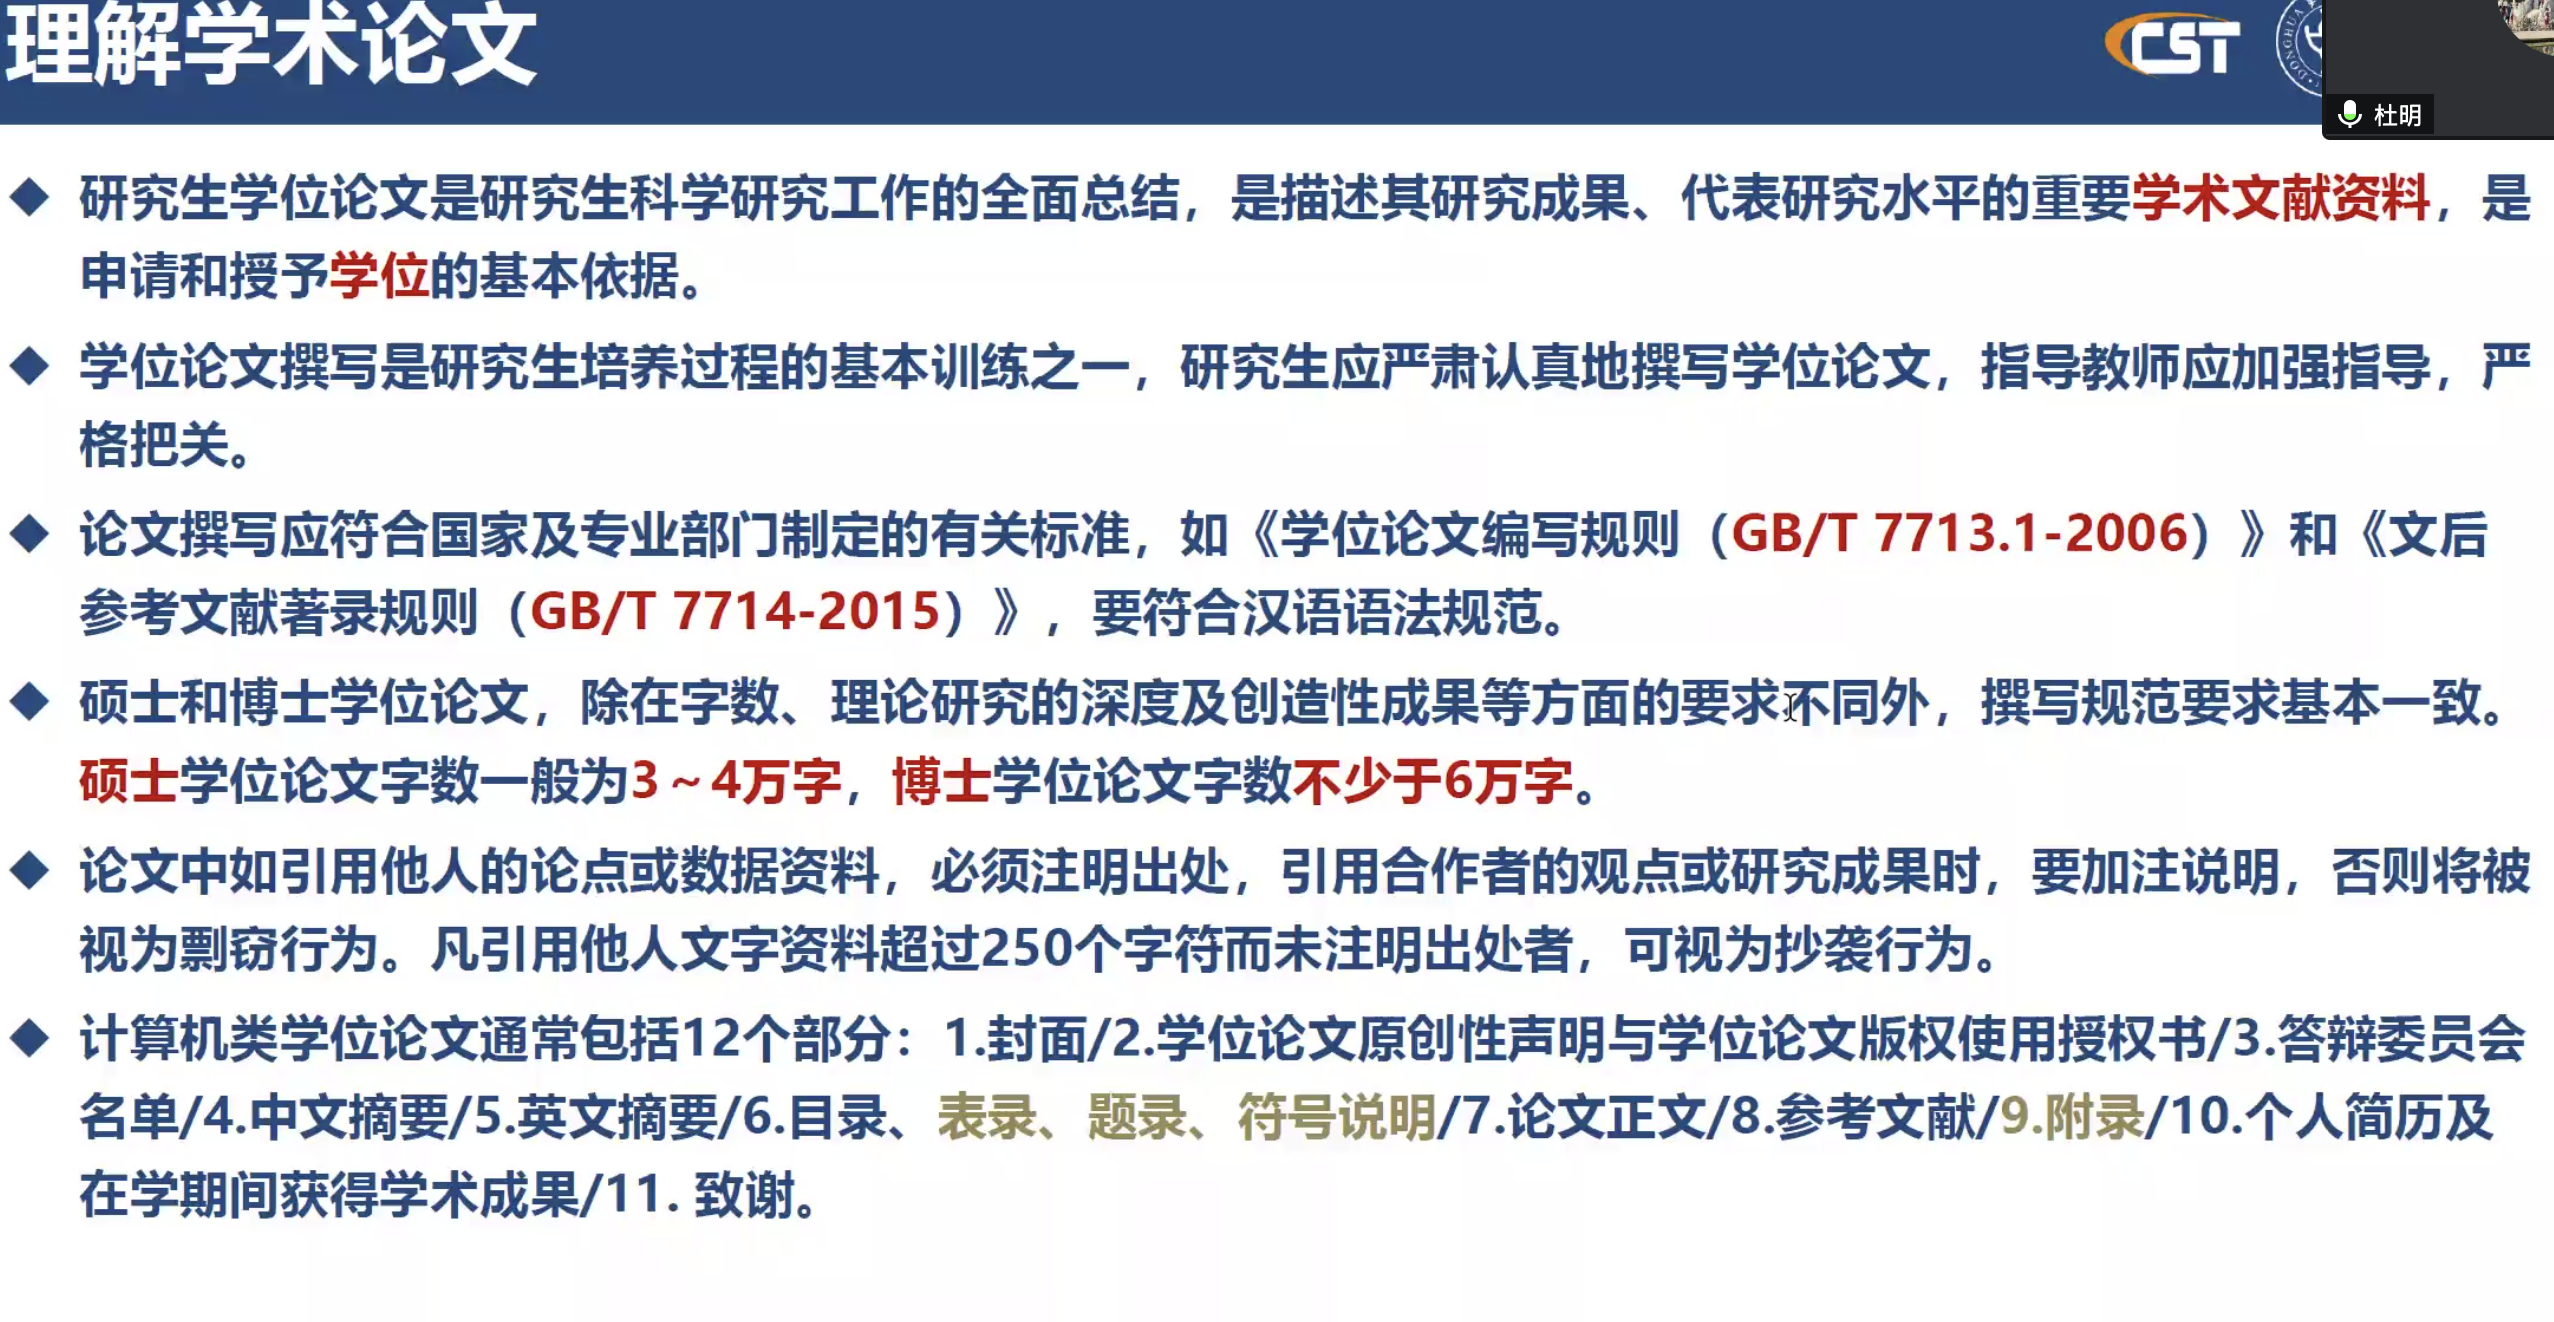 理解学术论文
CST
DONGHUA
杜明
研究生学位论文是研究生科学研究工作的全面总结，是描述其研究成果、代表研究水平的重要学术文献资料，是
申请和授予学位的基本依据。
学位论文撰写是研究生培养过程的基本训练之一，研究生应严肃认真地撰写学位论文，指导教师应加强指导，严
格把关。
论文撰写应符合国家及专业部门制定的有关标准，如《学位论文编写规则（GB/T 7713.1-2006）》和《文后
参考文献著录规则（GB/T 7714-2015）》，要符合汉语语法规范。
硕士和博士学位论文，除在字数、理论研究的深度及创造性成果等方面的要求不同外，撰写规范要求基本一致。
硕士学位论文字数一般为3～4万字，博士学位论文字数不少于6万字。
论文中如引用他人的论点或数据资料，必须注明出处，引用合作者的观点或研究成果时，要加注说明，否则将被
视为剽窃行为。凡引用他人文字资料超过250个字符而未注明出处者，可视为抄袭行为。
计算机类学位论文通常包括12个部分：1.封面/2.学位论文原创性声明与学位论文版权使用授权书/3.答辩委员会
名单/4.中文摘要/5.英文摘要/6.目录、表录、题录、符号说明/7.论文正文/8.参考文献/9.附录/10.个人简历及
在学期间获得学术成果/11. 致谢。